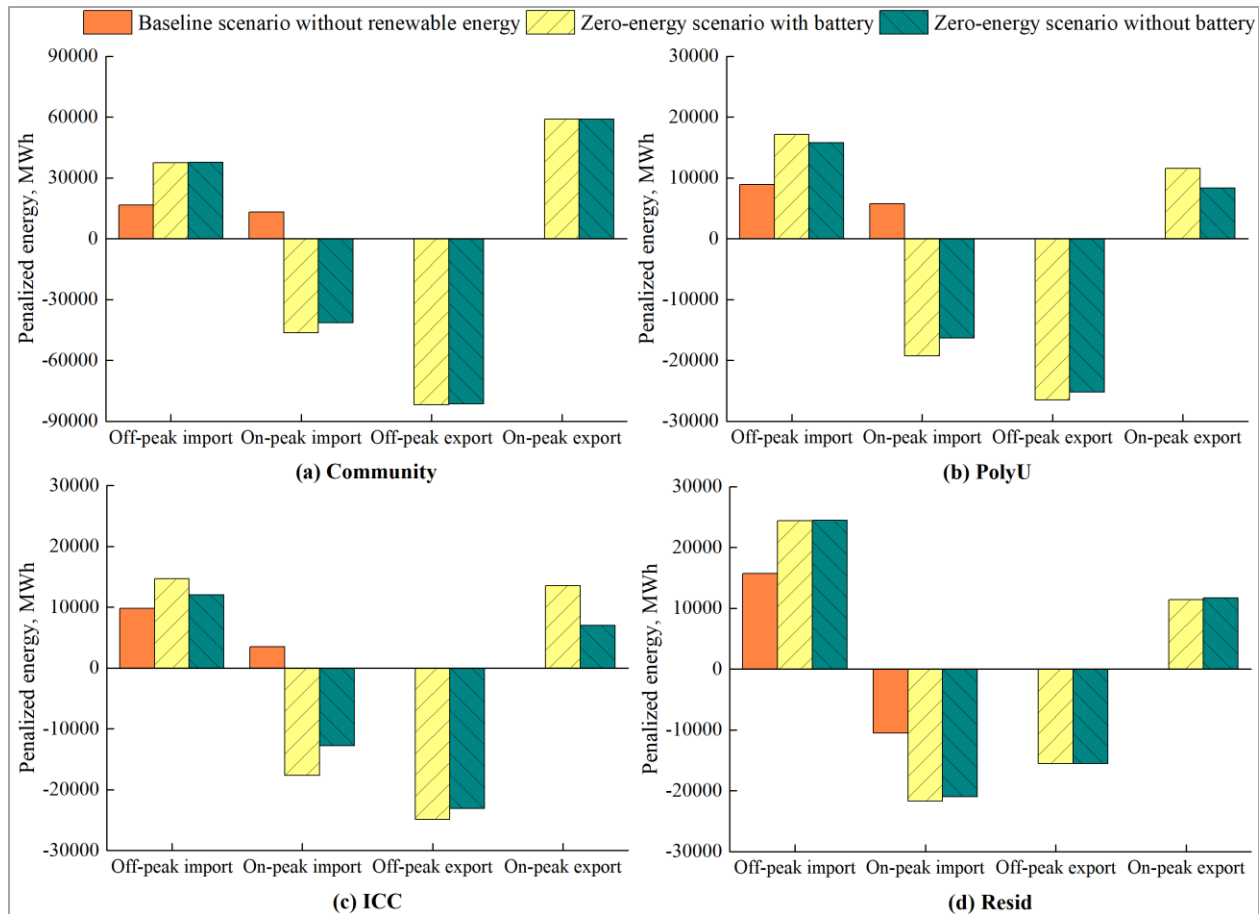 Baseline scenario without renewable energy Zero-energy scenario with battery Zero-energy scenario without battery
Penalized energy, MWh
90000
60000
30000
0
-30000
-60000
-90000
Off-peak import On-peak import Off-peak export On-peak export
(a) Community
Penalized energy, MWh
30000
20000
10000
0
-10000
-20000
-30000
Off-peak import On-peak import Off-peak export On-peak export
(b) PolyU
Penalized energy, MWh
30000
20000
10000
0
-10000
-20000
-30000
Off-peak import On-peak import Off-peak export On-peak export
(c) ICC
Penalized energy, MWh
30000
20000
10000
0
-10000
-20000
-30000
Off-peak import On-peak import Off-peak export On-peak export
(d) Resid